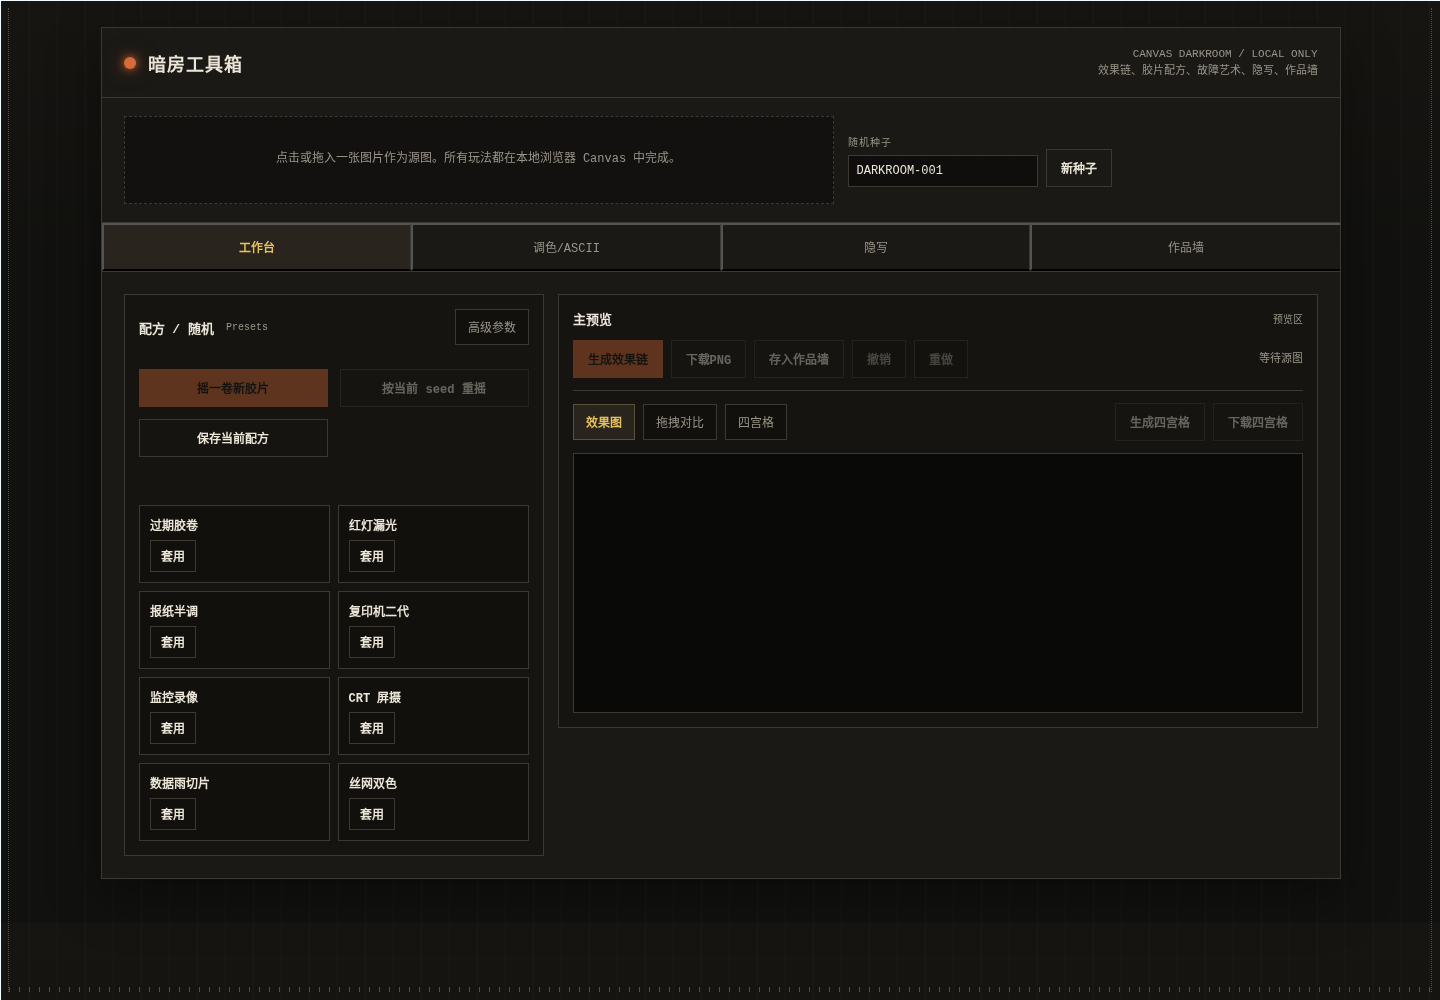 暗房工具箱
CANVAS DARKROOM / LOCAL ONLY
效果链、胶片配方、故障艺术、隐写、作品墙
点击或拖入一张图片作为源图。所有玩法都在本地浏览器 Canvas 中完成。
随机种子
DARKROOM-001
新种子
工作台
调色/ASCII
隐写
作品墙
配方 / 随机 Presets
高级参数
摇一卷新胶片
按当前 seed 重摇
保存当前配方
过期胶卷
套用
红灯漏光
套用
报纸半调
套用
复印机二代
套用
监控录像
套用
CRT 屏摄
套用
数据雨切片
套用
丝网双色
套用
主预览
预览区
生成效果链
下载PNG
存入作品墙
撤销
重做
等待源图
效果图
拖拽对比
四宫格
生成四宫格
下载四宫格